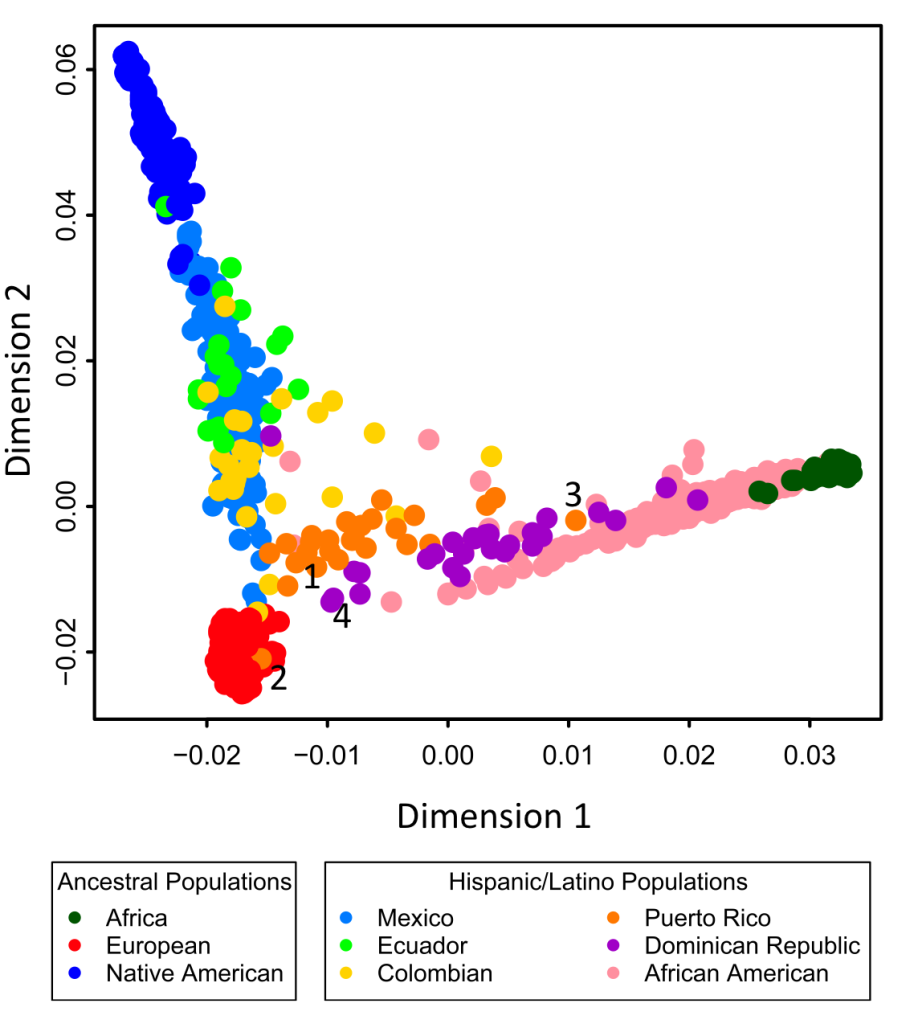 Dimension 2
0.06
0.04
0.02
0.00
−0.02
3
1
4
2
−0.02 −0.01 0.00 0.01 0.02 0.03
Dimension 1
Ancestral Populations
Africa
European
Native American
Hispanic/Latino Populations
Mexico
Ecuador
Colombian
Puerto Rico
Dominican Republic
African American